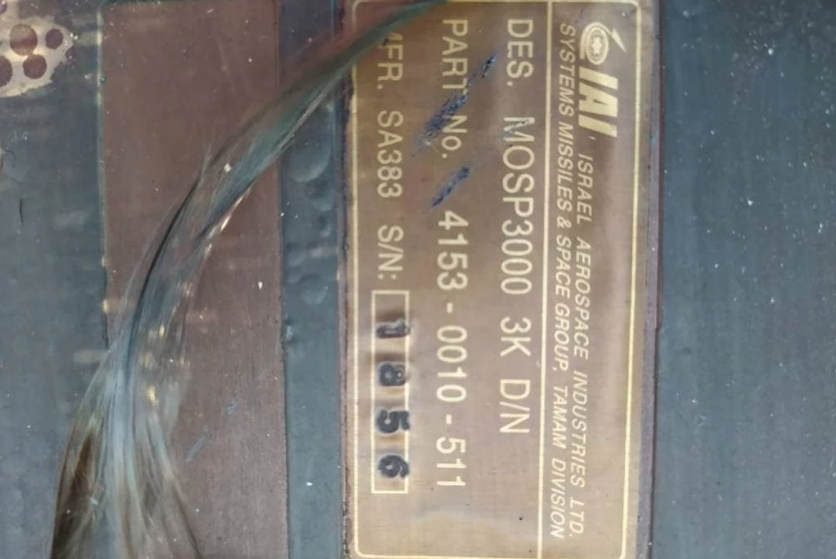 IAI ISRAEL AEROSPACE INDUSTRIES LTD.
SYSTEMS MISSILES & SPACE GROUP, TAMAM DIVISION
DES. MOSP3000 3K D/N
PART No. 4153-0010-511
MFR. SA383 S/N: 1856